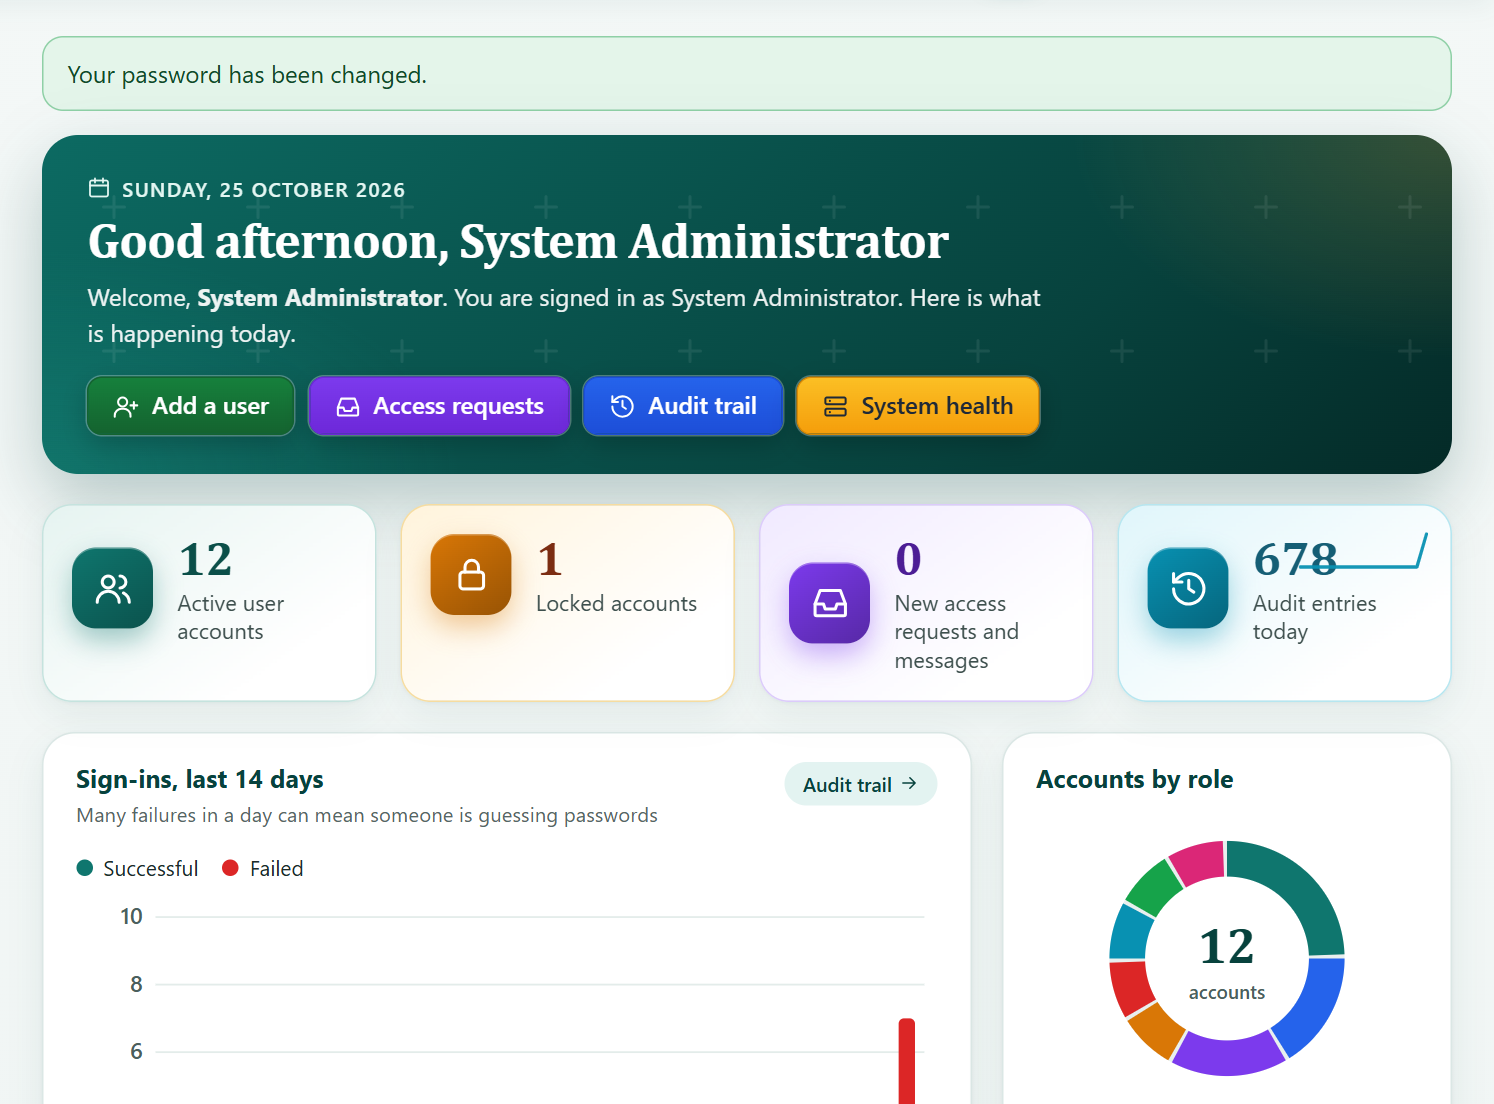 Your password has been changed.
SUNDAY, 25 OCTOBER 2026
Good afternoon, System Administrator
Welcome, System Administrator. You are signed in as System Administrator. Here is what
is happening today.
Add a user
Access requests
Audit trail
System health
12
Active user
accounts
1
Locked accounts
0
New access
requests and
messages
678
Audit entries
today
Sign-ins, last 14 days
Audit trail →
Many failures in a day can mean someone is guessing passwords
Successful
Failed
10
8
6
Accounts by role
12
accounts